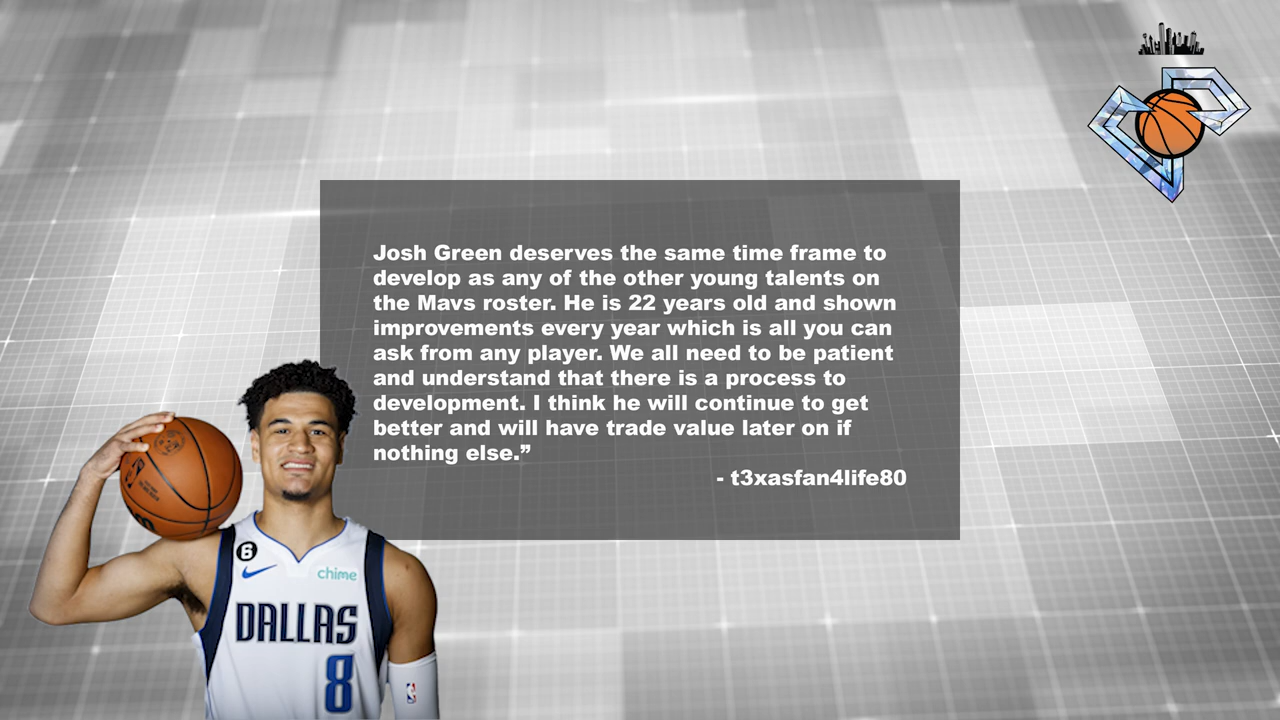 Josh Green deserves the same time frame to
develop as any of the other young talents on
the Mavs roster. He is 22 years old and shown
improvements every year which is all you can
ask from any player. We all need to be patient
and understand that there is a process to
development. I think he will continue to get
better and will have trade value later on if
nothing else.”
- t3xasfan4life80
6
chime
DALLAS
8